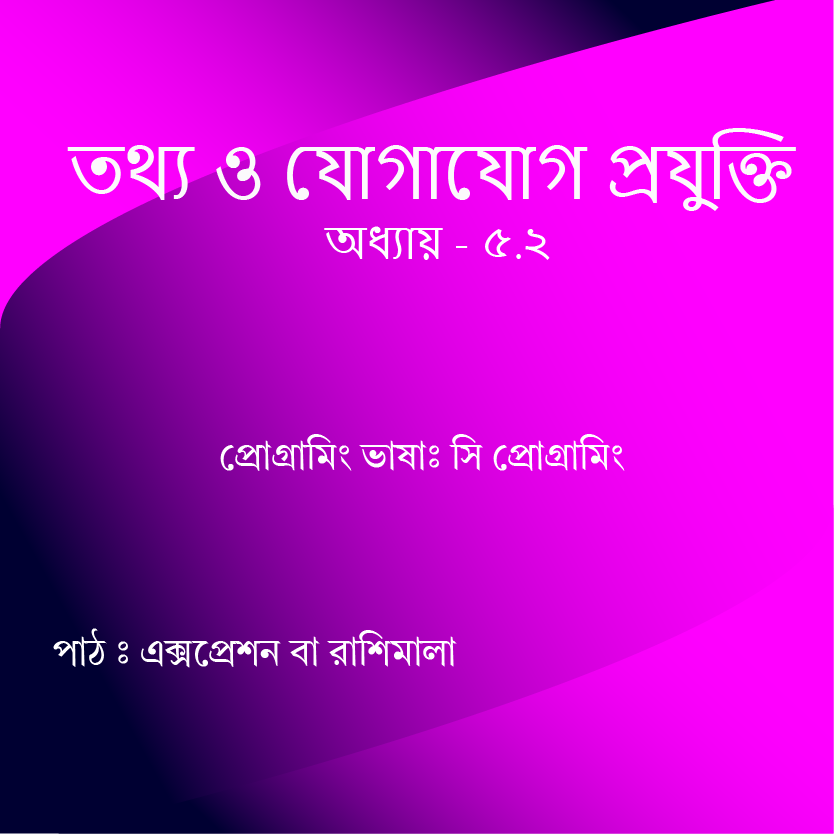 তথ্য ও যোগাযোগ প্রযুক্তি
অধ্যায় - ৫.২
প্রোগ্রামিং ভাষাঃ সি প্রোগ্রামিং
পাঠ ঃ এক্সপ্রেশন বা রাশিমালা